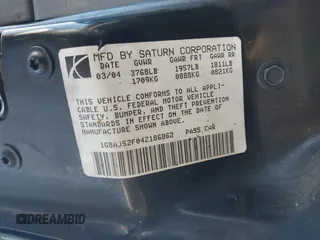 MFD BY SATURN CORPORATION
DATE GVWR GAWR FRT GAWR RR
03/04 3768LB 1957LB 1811LB
1709KG 0888KG 0821KG
THIS VEHICLE CONFORMS TO ALL APPLI-
CABLE U.S. FEDERAL MOTOR VEHICLE
SAFETY, BUMPER, AND THEFT PREVENTION
STANDARDS IN EFFECT ON THE DATE OF
MANUFACTURE SHOWN ABOVE.
1G8AJ52F04Z186862 PASS CAR
AUTOBIDMD